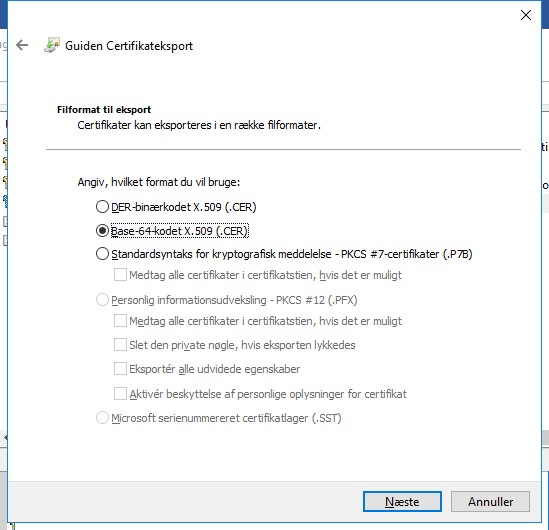 Guiden Certifikateksport
Filformat til eksport
Certifikater kan eksporteres i en række filformater.
Angiv, hvilket format du vil bruge:
DER-binærkodet X.509 (.CER)
Base-64-kodet X.509 (.CER)
Standardsyntaks for kryptografisk meddelelse - PKCS #7-certifikater (.P7B)
Medtag alle certifikater i certifikatstien, hvis det er muligt
Personlig informationsudveksling - PKCS #12 (.PFX)
Medtag alle certifikater i certifikatstien, hvis det er muligt
Slet den private nøgle, hvis eksporten lykkedes
Eksportér alle udvidede egenskaber
Aktivér beskyttelse af personlige oplysninger for certifikat
Microsoft serienummereret certifikatlager (.SST)
Næste
Annuller